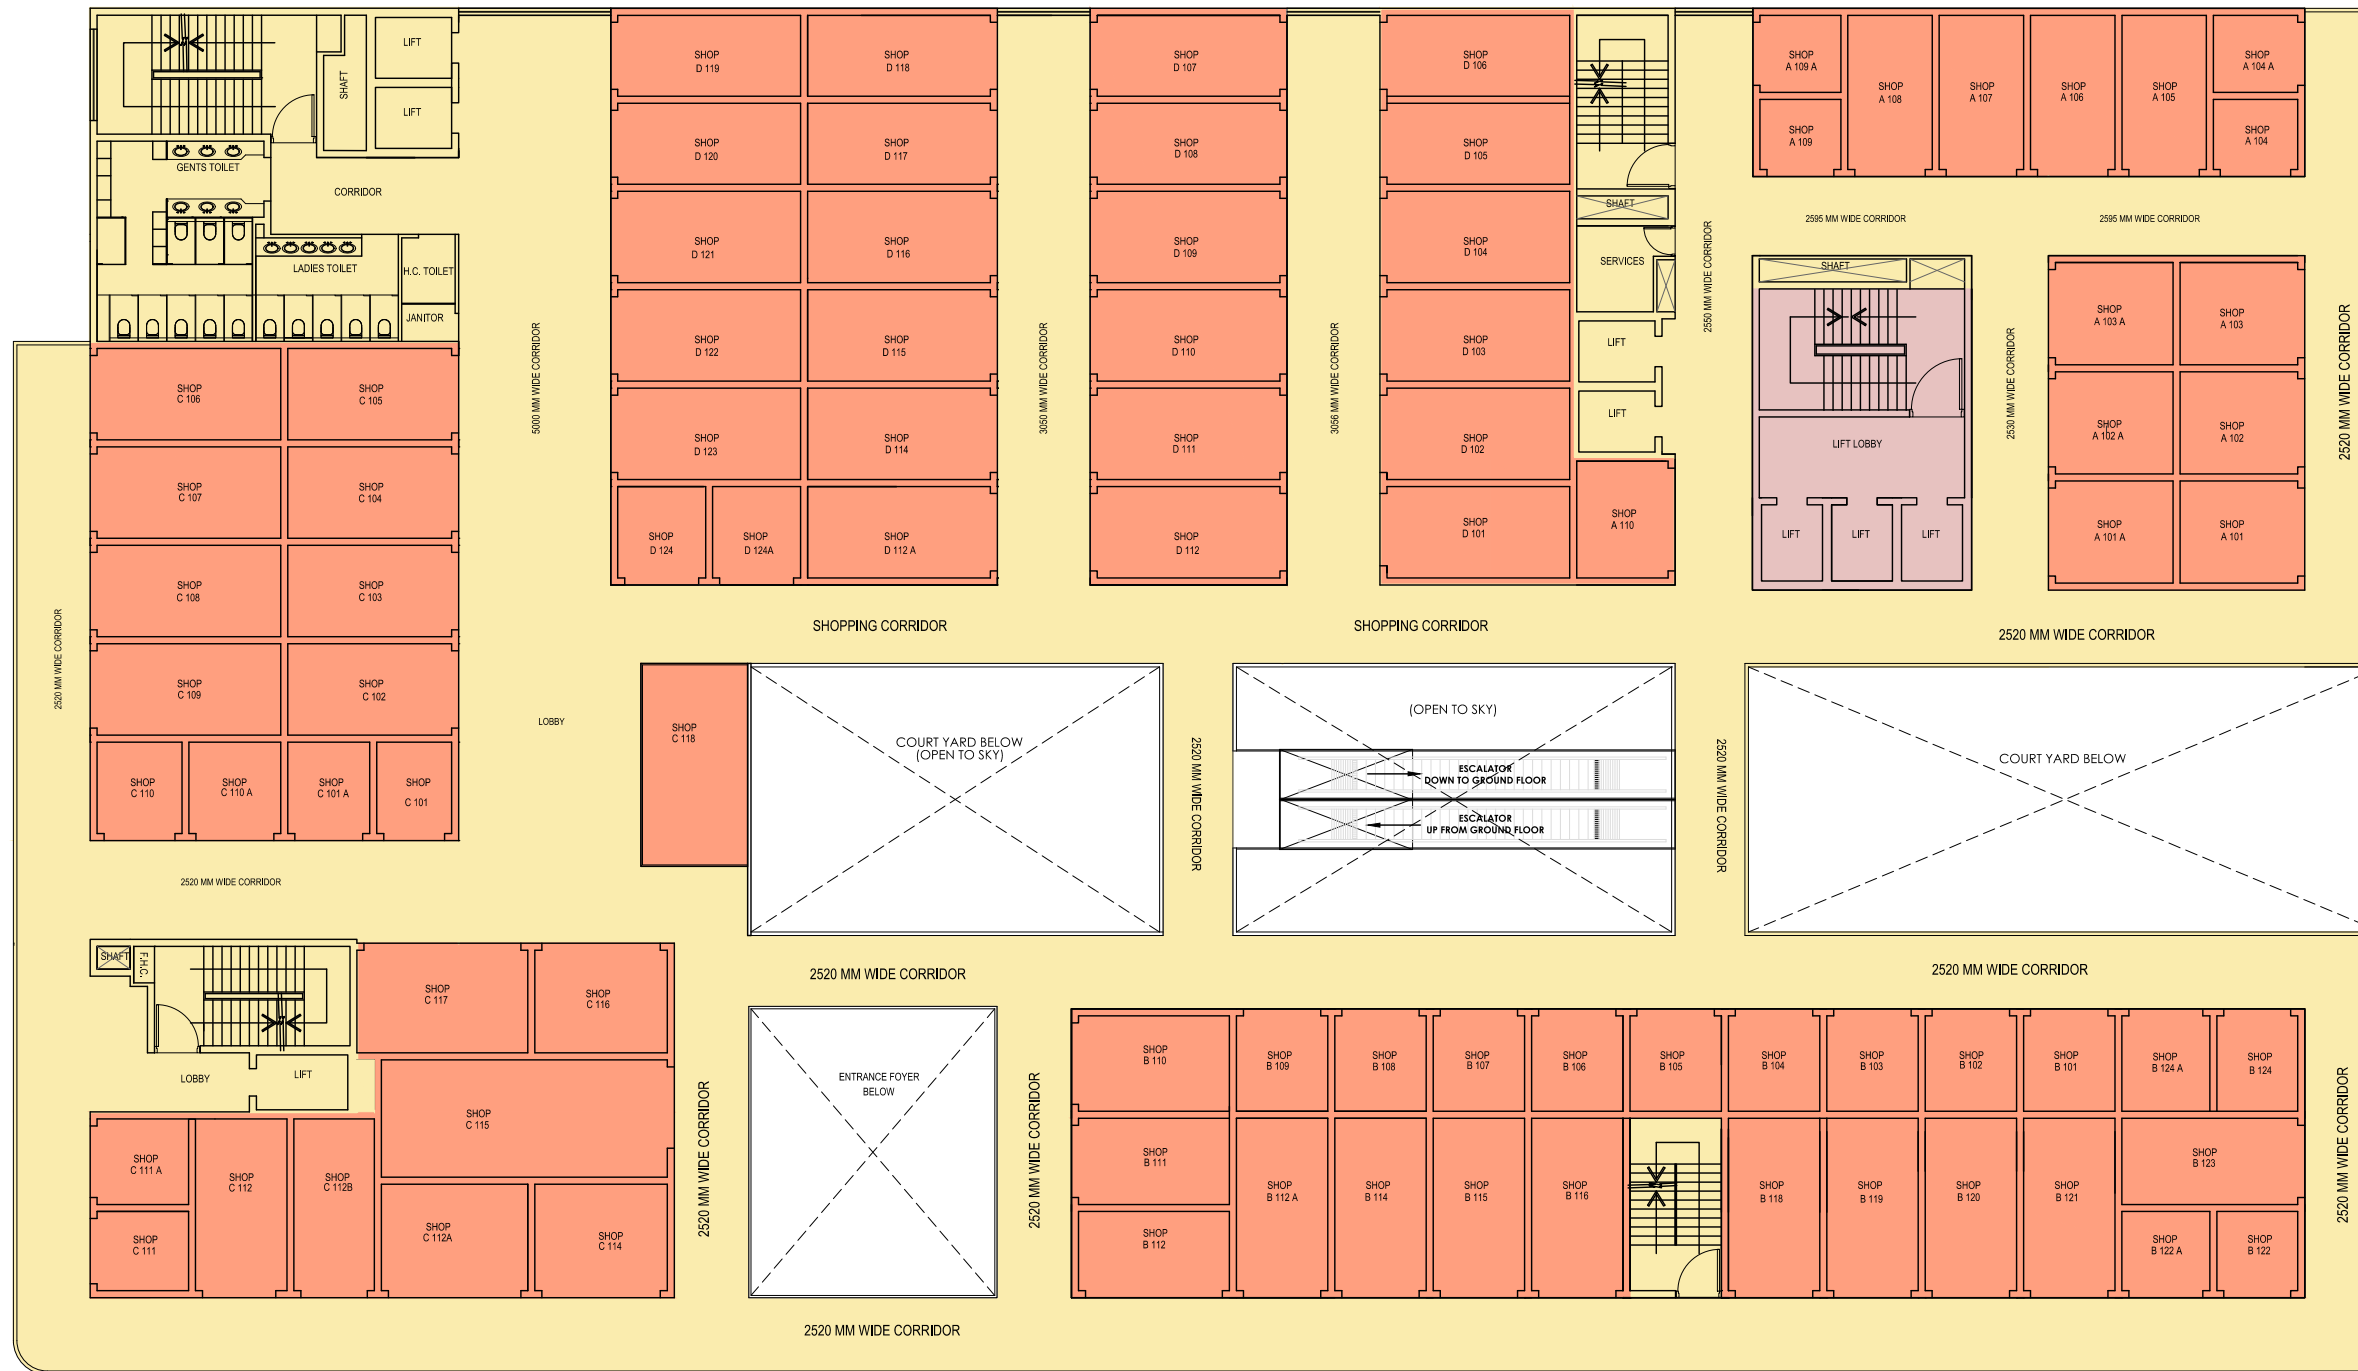 LIFT
SHAFT
LIFT
GENTS TOILET
CORRIDOR
LADIES TOILET
H.C. TOILET
JANITOR
SHOP
D 119
SHOP
D 118
SHOP
D 120
SHOP
D 117
SHOP
D 121
SHOP
D 116
SHOP
D 122
SHOP
D 115
SHOP
D 123
SHOP
D 114
SHOP
D 124
SHOP
D 124A
SHOP
D 112 A
SHOP
D 107
SHOP
D 108
SHOP
D 109
SHOP
D 110
SHOP
D 111
SHOP
D 112
SHOP
D 106
SHOP
D 105
SHOP
D 104
SHOP
D 103
SHOP
D 102
SHOP
D 101
SHAFT
SERVICES
LIFT
LIFT
SHOP
A 110
SHOP
A 109 A
SHOP
A 109
SHOP
A 108
SHOP
A 107
SHOP
A 106
SHOP
A 105
SHOP
A 104 A
SHOP
A 104
2595 MM WIDE CORRIDOR
2595 MM WIDE CORRIDOR
SHAFT
LIFT LOBBY
LIFT
LIFT
LIFT
SHOP
A 103 A
SHOP
A 103
SHOP
A 102 A
SHOP
A 102
SHOP
A 101 A
SHOP
A 101
5000 MM WIDE CORRIDOR
3050 MM WIDE CORRIDOR
3056 MM WIDE CORRIDOR
2550 MM WIDE CORRIDOR
2530 MM WIDE CORRIDOR
2520 MM WIDE CORRIDOR
SHOP
C 106
SHOP
C 105
SHOP
C 107
SHOP
C 104
SHOP
C 108
SHOP
C 103
SHOP
C 109
SHOP
C 102
SHOP
C 110
SHOP
C 110 A
SHOP
C 101 A
SHOP
C 101
2520 MM WIDE CORRIDOR
2520 MM WIDE CORRIDOR
SHOPPING CORRIDOR
SHOPPING CORRIDOR
2520 MM WIDE CORRIDOR
LOBBY
SHOP
C 118
COURT YARD BELOW
(OPEN TO SKY)
2520 MM WIDE CORRIDOR
(OPEN TO SKY)
ESCALATOR
DOWN TO GROUND FLOOR
ESCALATOR
UP FROM GROUND FLOOR
2520 MM WIDE CORRIDOR
COURT YARD BELOW
2520 MM WIDE CORRIDOR
2520 MM WIDE CORRIDOR
SHAFT
F.H.C.
LOBBY
LIFT
SHOP
C 117
SHOP
C 116
SHOP
C 115
SHOP
C 111 A
SHOP
C 111
SHOP
C 112
SHOP
C 112B
SHOP
C 112A
SHOP
C 114
2520 MM WIDE CORRIDOR
ENTRANCE FOYER
BELOW
2520 MM WIDE CORRIDOR
SHOP
B 110
SHOP
B 109
SHOP
B 108
SHOP
B 107
SHOP
B 106
SHOP
B 105
SHOP
B 104
SHOP
B 103
SHOP
B 102
SHOP
B 101
SHOP
B 124 A
SHOP
B 124
SHOP
B 111
SHOP
B 112
SHOP
B 112 A
SHOP
B 114
SHOP
B 115
SHOP
B 116
SHOP
B 118
SHOP
B 119
SHOP
B 120
SHOP
B 121
SHOP
B 123
SHOP
B 122 A
SHOP
B 122
2520 MM WIDE CORRIDOR
2520 MM WIDE CORRIDOR